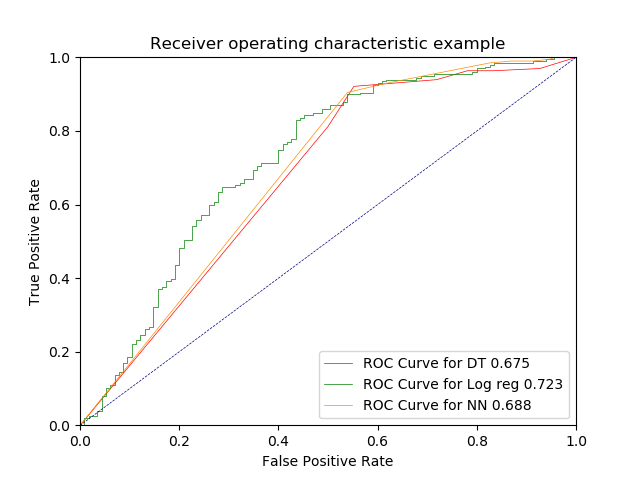 Receiver operating characteristic example
1.0
0.8
0.6
0.4
0.2
0.0
True Positive Rate
ROC Curve for DT 0.675
ROC Curve for Log reg 0.723
ROC Curve for NN 0.688
0.0 0.2 0.4 0.6 0.8 1.0
False Positive Rate